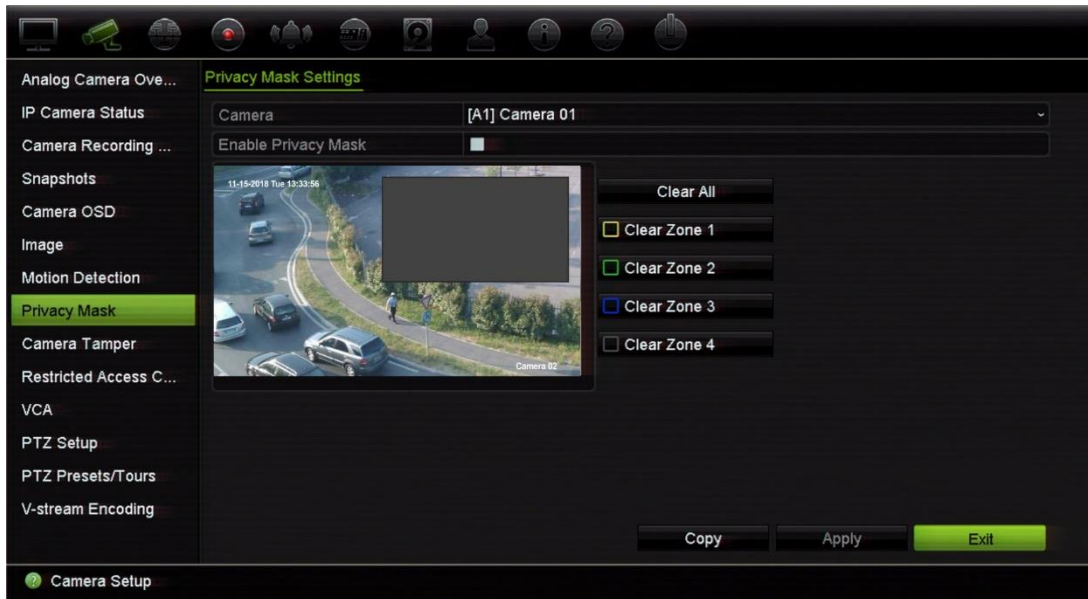 Analog Camera Ove...
IP Camera Status
Camera Recording ...
Snapshots
Camera OSD
Image
Motion Detection
Privacy Mask
Camera Tamper
Restricted Access C...
VCA
PTZ Setup
PTZ Presets/Tours
V-stream Encoding
Privacy Mask Settings
Camera [A1] Camera 01
Enable Privacy Mask
11-15-2018 Tue 13:33:56
Camera 02
Clear All
Clear Zone 1
Clear Zone 2
Clear Zone 3
Clear Zone 4
Copy Apply Exit
? Camera Setup